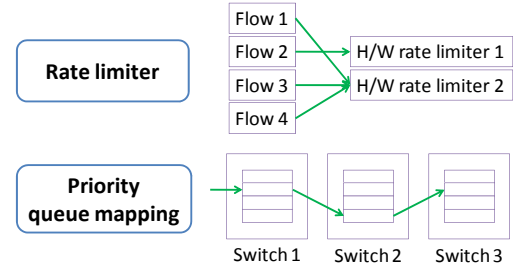 Flow 1
Flow 2
Flow 3
Flow 4
Rate limiter
H/W rate limiter 1
H/W rate limiter 2
Priority
queue mapping
Switch 1
Switch 2
Switch 3